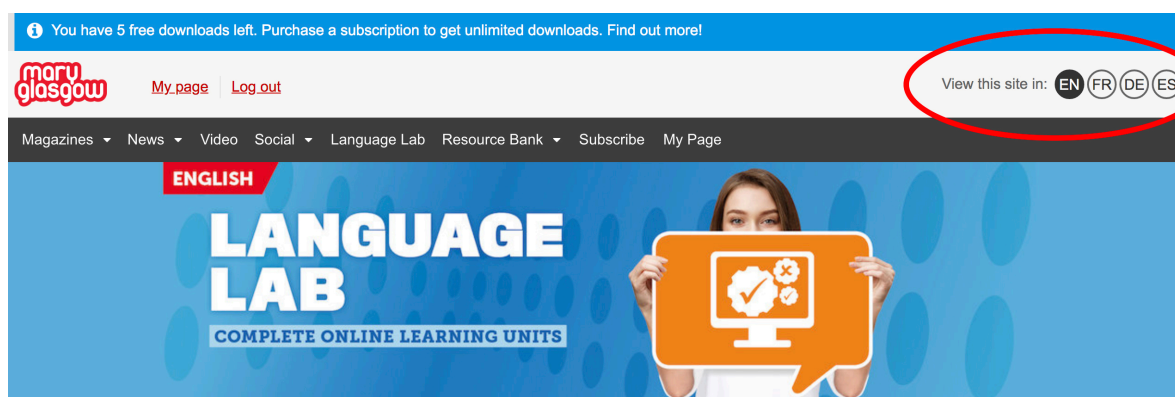 You have 5 free downloads left. Purchase a subscription to get unlimited downloads. Find out more!
mary
glasgow
My page Log out
View this site in: EN FR DE ES
Magazines News Video Social Language Lab Resource Bank Subscribe My Page
ENGLISH
LANGUAGE
LAB
COMPLETE ONLINE LEARNING UNITS